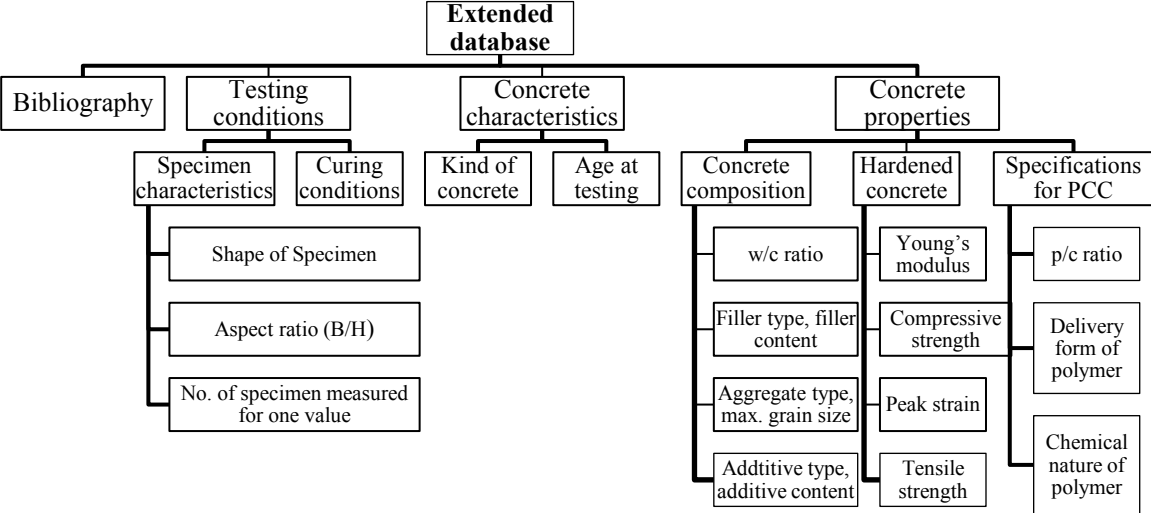 Extended
database
Bibliography
Testing
conditions
Concrete
characteristics
Concrete
properties
Specimen
characteristics
Curing
conditions
Kind of
concrete
Age at
testing
Concrete
composition
Hardened
concrete
Specifications
for PCC
Shape of Specimen
Aspect ratio (B/H)
No. of specimen measured
for one value
w/c ratio
Filler type, filler
content
Aggregate type,
max. grain size
Addtitive type,
additive content
Young’s
modulus
Compressive
strength
Peak strain
Tensile
strength
p/c ratio
Delivery
form of
polymer
Chemical
nature of
polymer